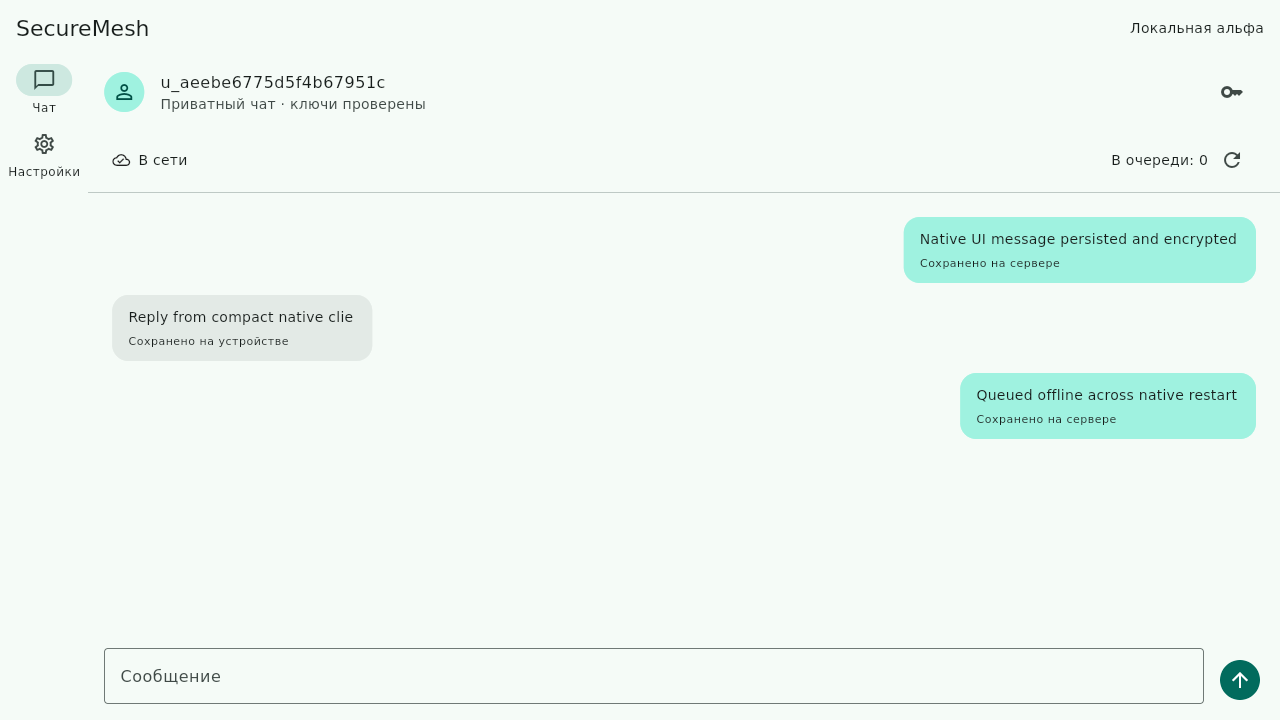 SecureMesh
Локальная альфа
Чат
Настройки
u_aeebe6775d5f4b67951c
Приватный чат · ключи проверены
В сети
В очереди: 0
Native UI message persisted and encrypted
Сохранено на сервере
Reply from compact native clie
Сохранено на устройстве
Queued offline across native restart
Сохранено на сервере
Сообщение